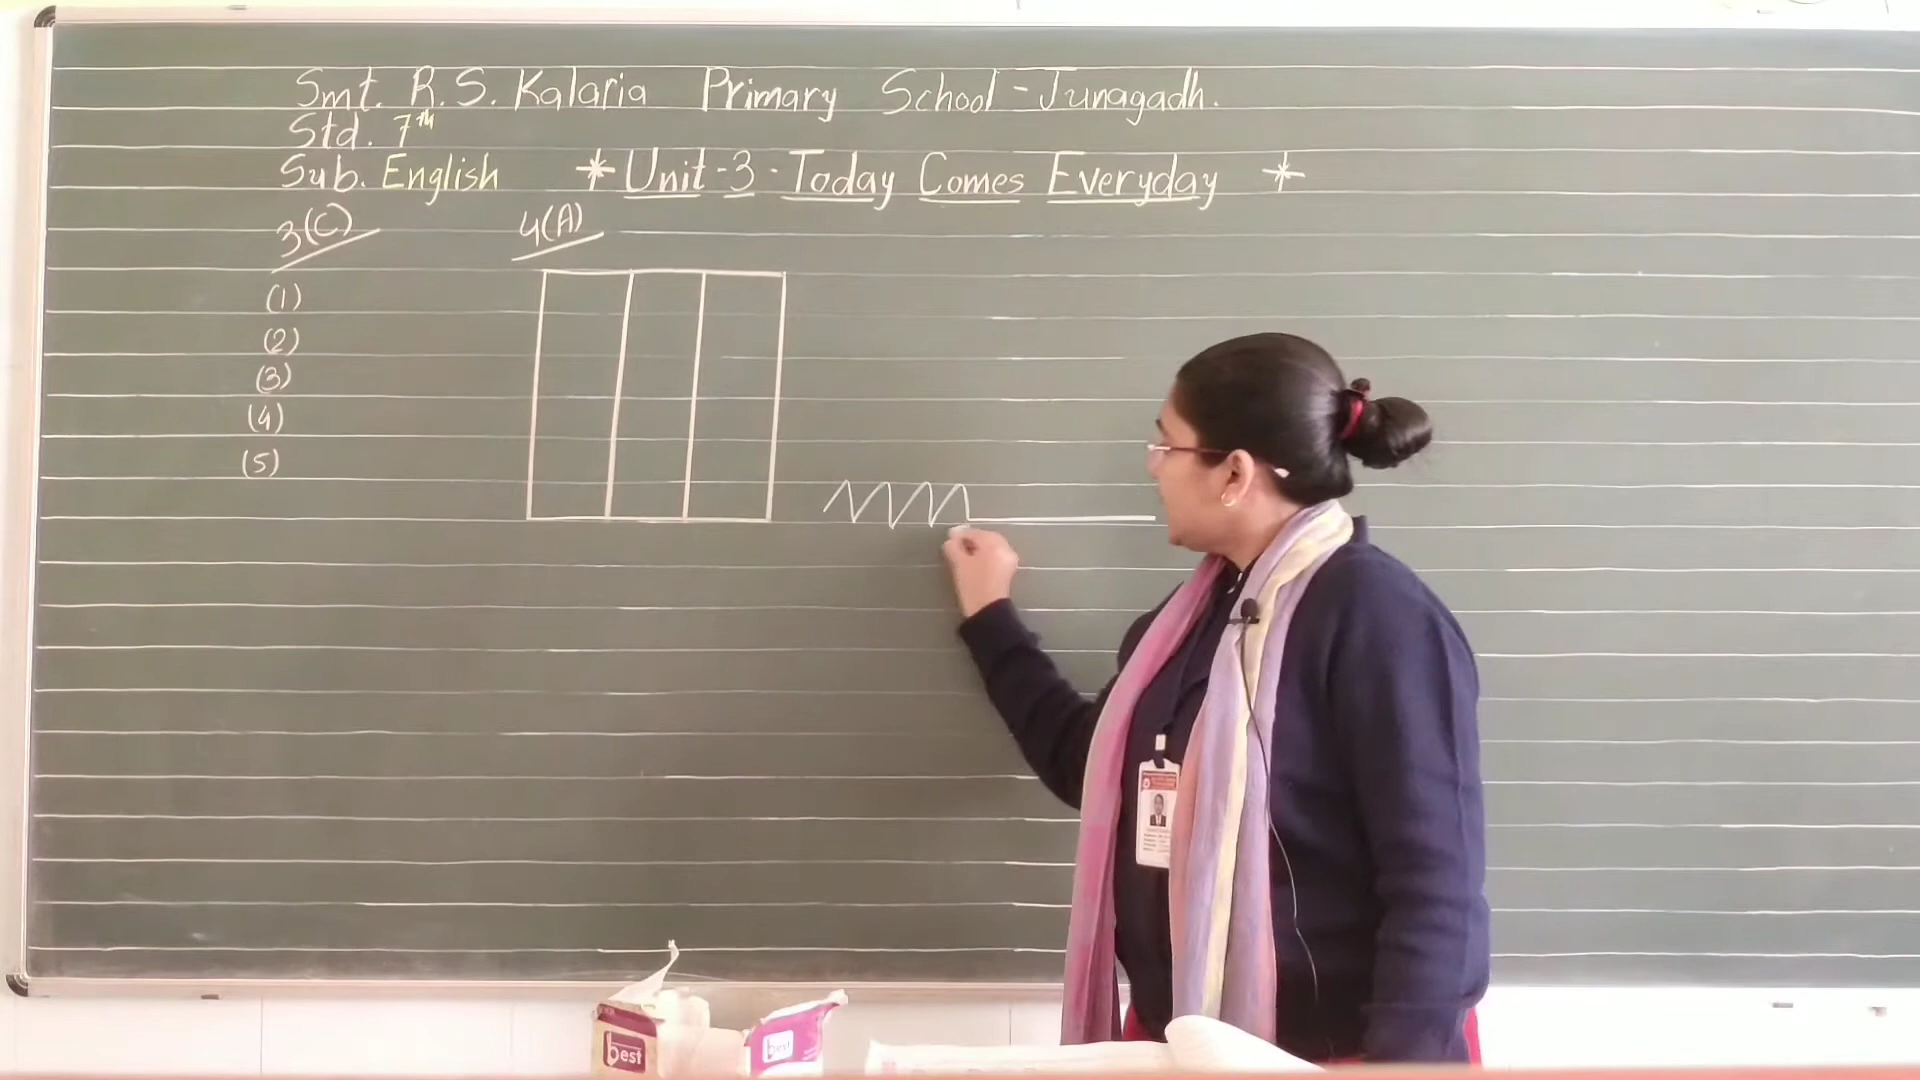 Smt. R.S. Kalaria Primary School - Junagadh.
Std. 7th
Sub. English * Unit-3 - Today Comes Everyday *
3(C) 4(A)
(1)
(2)
(3)
(4)
(5)
best
best